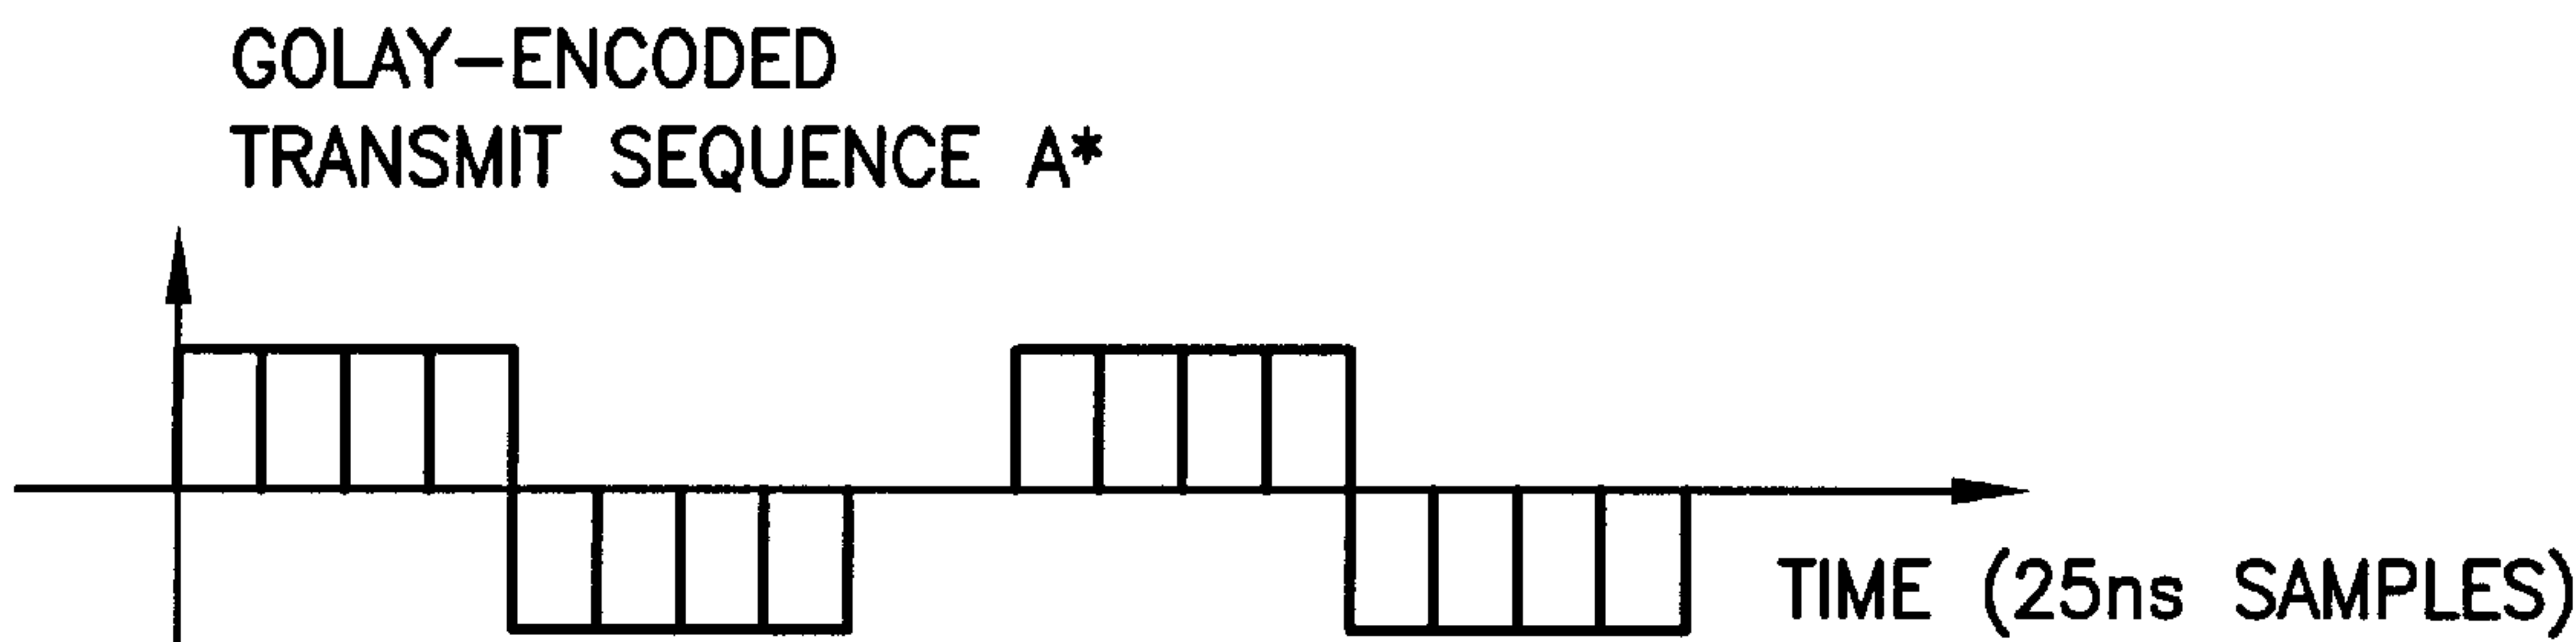 GOLAY-ENCODED
TRANSMIT SEQUENCE A*
TIME (25ns SAMPLES)